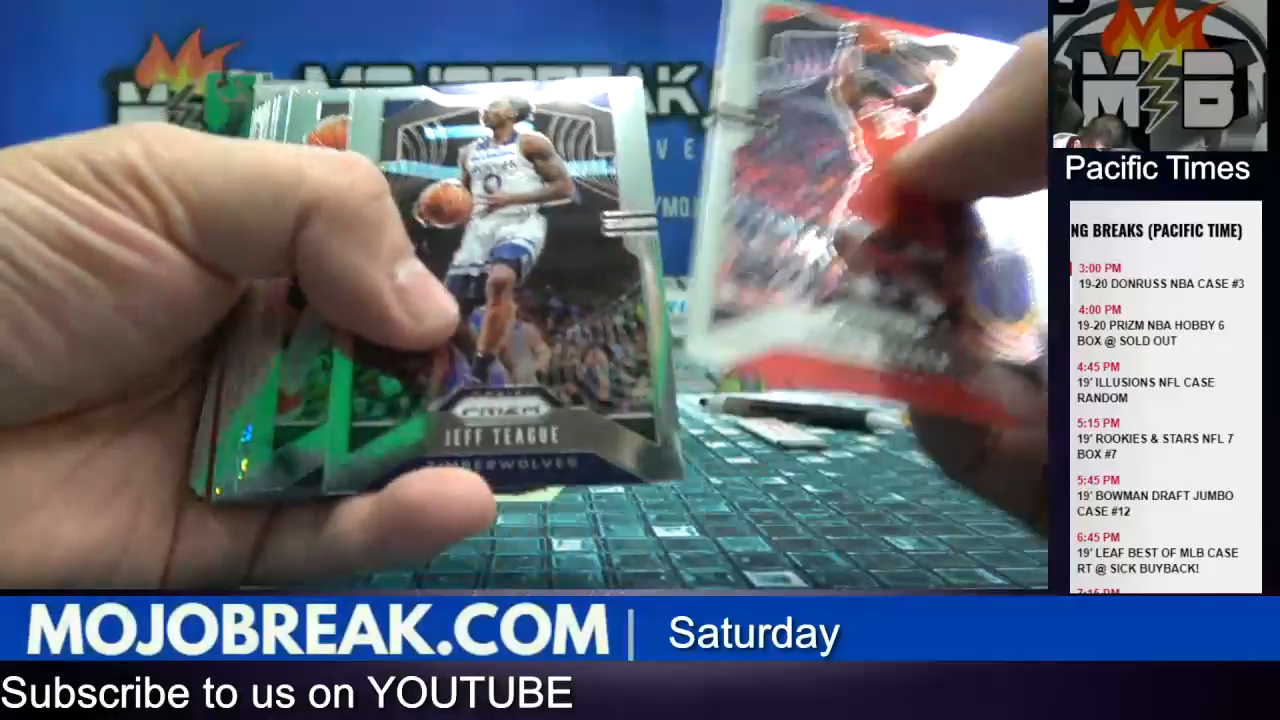 MOJOBREAK
PRIZM
JEFF TEAGUE
TIMBERWOLVES
0
MB
Pacific Times
NG BREAKS (PACIFIC TIME)
3:00 PM
19-20 DONRUSS NBA CASE #3
4:00 PM
19-20 PRIZM NBA HOBBY 6
BOX @ SOLD OUT
4:45 PM
19' ILLUSIONS NFL CASE
RANDOM
5:15 PM
19' ROOKIES & STARS NFL 7
BOX #7
5:45 PM
19' BOWMAN DRAFT JUMBO
CASE #12
6:45 PM
19' LEAF BEST OF MLB CASE
RT @ SICK BUYBACK!
MOJOBREAK.COM | Saturday
Subscribe to us on YOUTUBE